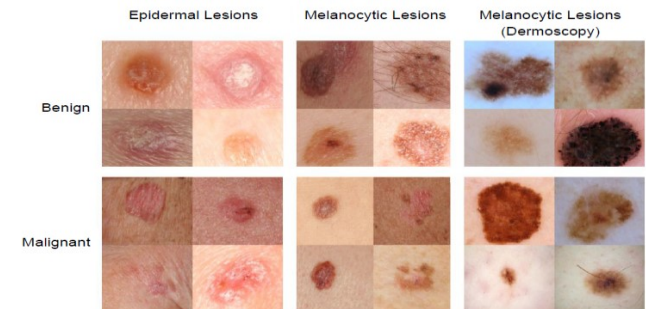 Epidermal Lesions
Melanocytic Lesions
Melanocytic Lesions
(Dermoscopy)
Benign
Malignant